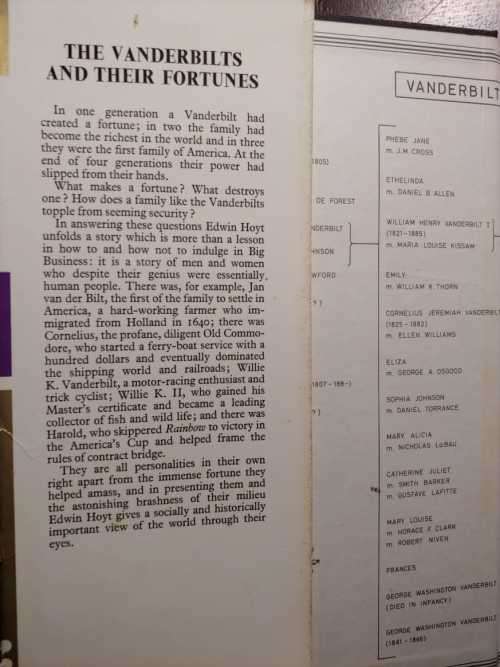 THE VANDERBILTS
AND THEIR FORTUNES
In one generation a Vanderbilt had
created a fortune; in two the family had
become the richest in the world and in three
they were the first family of America. At the
end of four generations their power had
slipped from their hands.
What makes a fortune? What destroys
one? How does a family like the Vanderbilts
topple from seeming security?
In answering these questions Edwin Hoyt
unfolds a story which is more than a lesson
in how to and how not to indulge in Big
Business: it is a story of men and women
who despite their genius were essentially
human people. There was, for example, Jan
van der Bilt, the first of the family to settle in
America, a hard-working farmer who im-
migrated from Holland in 1640; there was
Cornelius, the profane, diligent Old Commo-
dore, who started a ferry-boat service with a
hundred dollars and eventually dominated
the shipping world and railroads; Willie
K. Vanderbilt, a motor-racing enthusiast and
trick cyclist; Willie K. II, who gained his
Master's certificate and became a leading
collector of fish and wild life; and there was
Harold, who skippered Rainbow to victory in
the America's Cup and helped frame the
rules of contract bridge.
They are all personalities in their own
right apart from the immense fortune they
helped amass, and in presenting them and
the astonishing brashness of their milieu
Edwin Hoyt gives a socially and historically
important view of the world through their
eyes.
VANDERBILT
1805)
DE FOREST
NDERBILT
HNSON
WFORD
? )
1807-188-)
? )
PHEBE JANE
m. J.M. CROSS
ETHELINDA
m. DANIEL B. ALLEN
WILLIAM HENRY VANDERBILT I
(1821-1885)
m. MARIA LOUISE KISSAM
EMILY
m. WILLIAM K. THORN
CORNELIUS JEREMIAH VANDERBILT
(1825-1882)
m. ELLEN WILLIAMS
ELIZA
m. GEORGE A. OSGOOD
SOPHIA JOHNSON
m. DANIEL TORRANCE
MARY ALICIA
m. NICHOLAS LaBAU
CATHERINE JULIET
m. SMITH BARKER
m. GUSTAVE LAFITTE
MARY LOUISE
m. HORACE F. CLARK
m. ROBERT NIVEN
FRANCES
GEORGE WASHINGTON VANDERBILT
(DIED IN INFANCY)
GEORGE WASHINGTON VANDERBILT